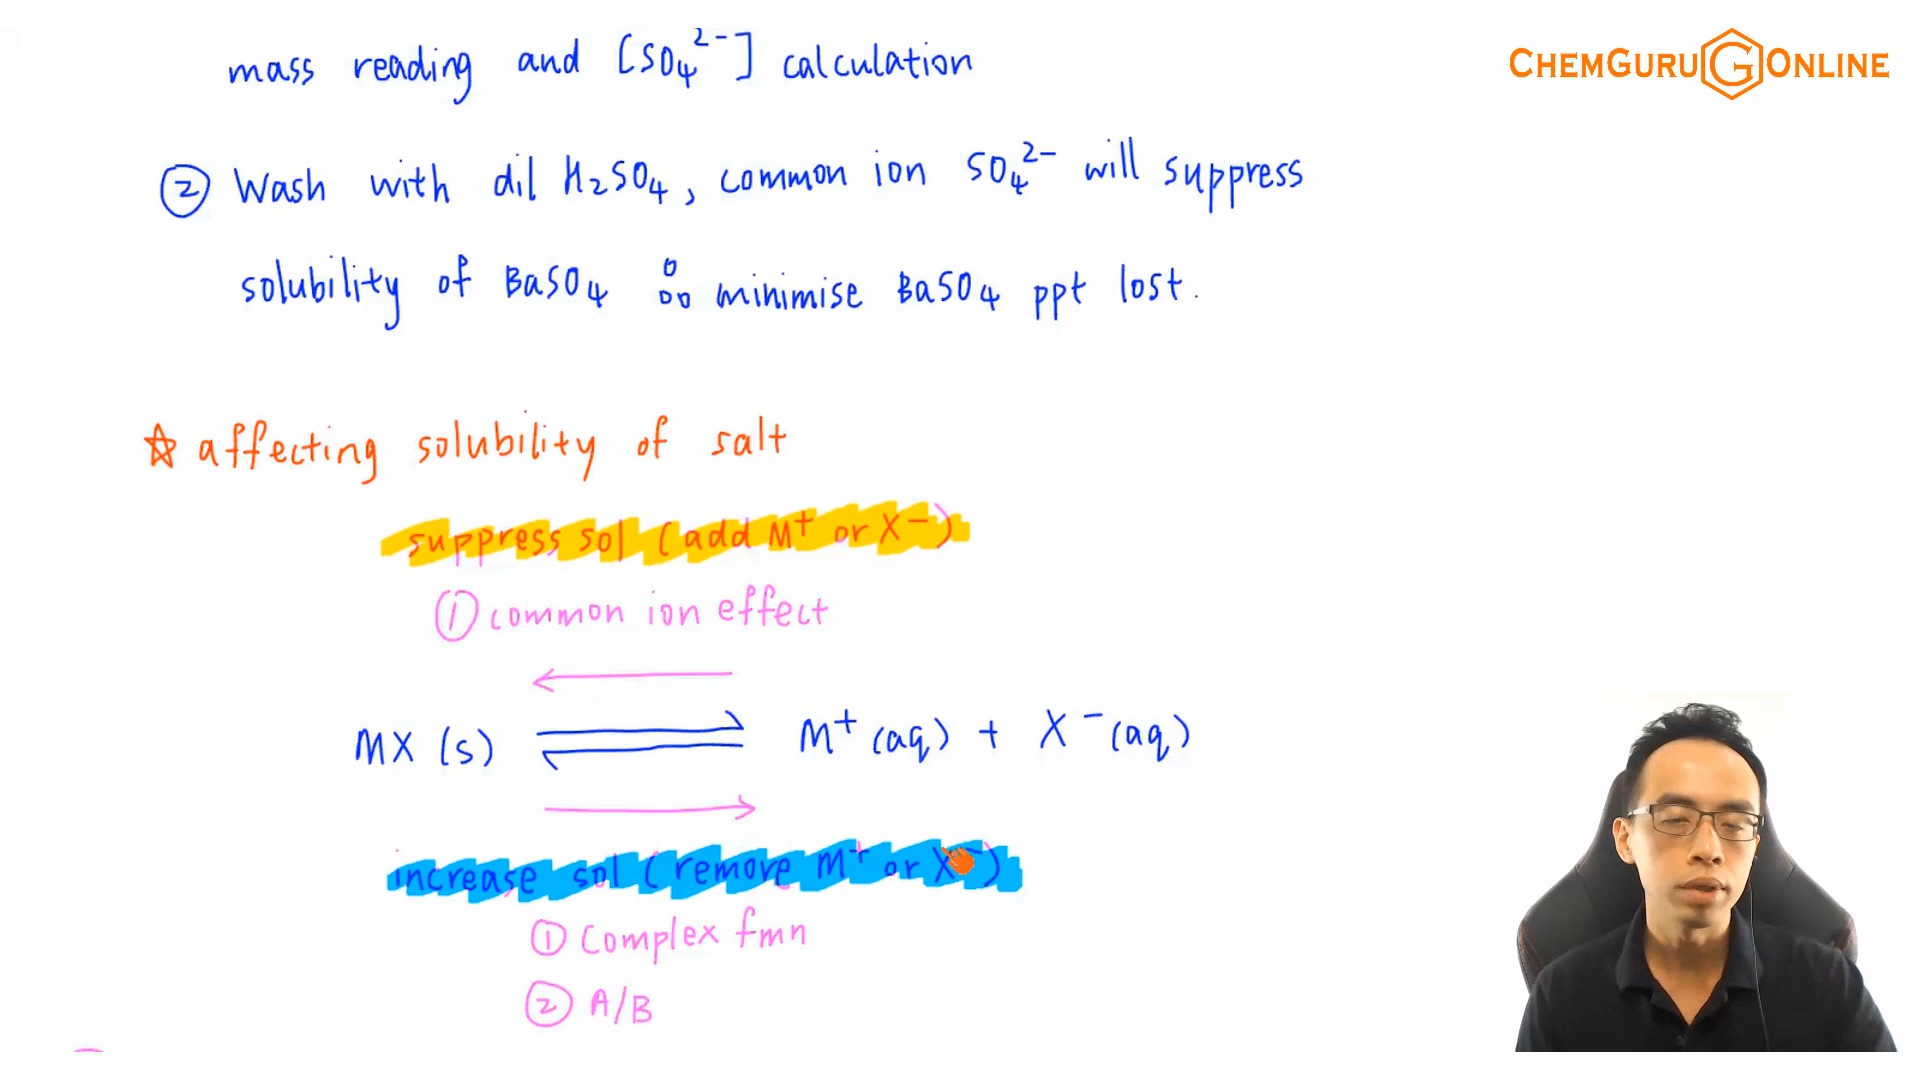 CHEMGURU G ONLINE
mass reading and [SO₄²⁻] calculation
② Wash with dil H₂SO₄, common ion SO₄²⁻ will suppress
solubility of BaSO₄ ∴ minimise BaSO₄ ppt lost.
☆ affecting solubility of salt
suppress sol (add M⁺ or X⁻)
① common ion effect
MX (s) ⇌ M⁺ (aq) + X⁻ (aq)
increase sol (remove M⁺ or X⁻)
① Complex fmn
② A/B